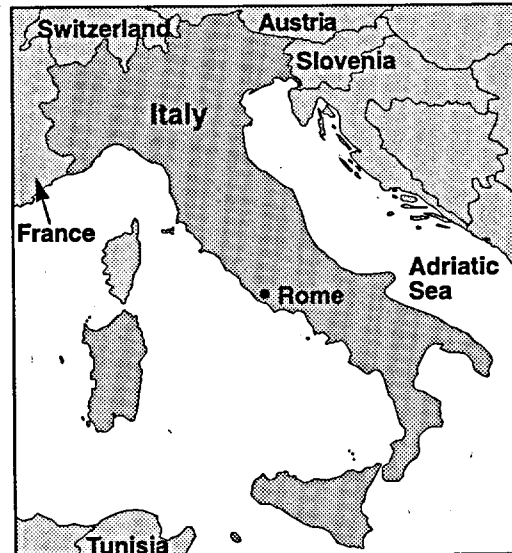 Switzerland
Austria
Slovenia
Italy
France
Adriatic
Sea
Rome
Tunisia